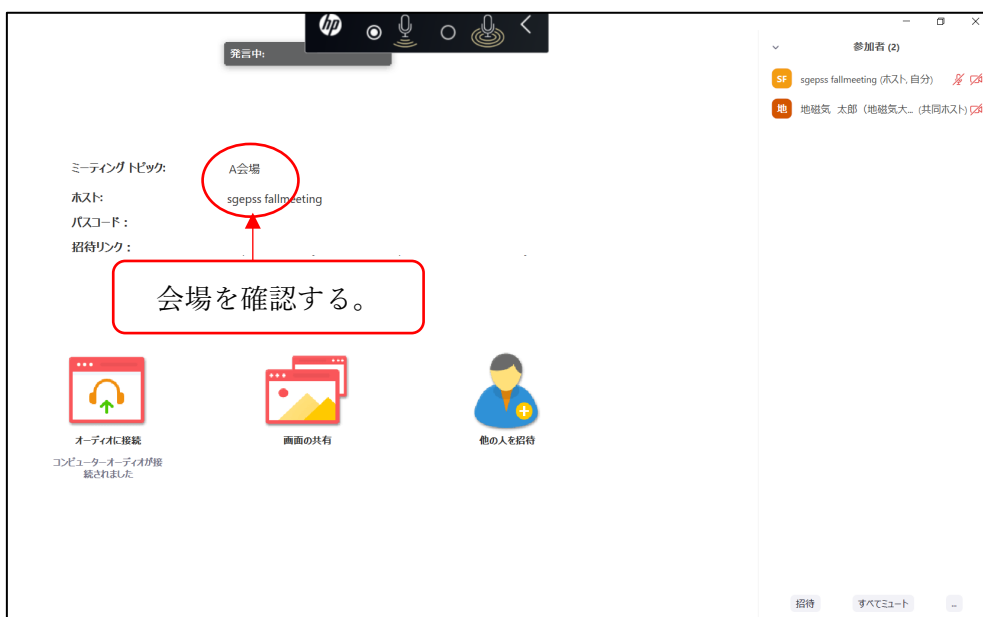 hp
発言中:
参加者 (2)
SF sgepss fallmeeting (ホスト, 自分)
地 地磁気 太郎（地磁気大... (共同ホスト)
ミーティング トピック: A会場
ホスト: sgepss fallmeeting
パスコード：
招待リンク：
会場を確認する。
オーディオに接続 画面の共有 他の人を招待
コンピューターオーディオが接
続されました
招待 すべてミュート ...